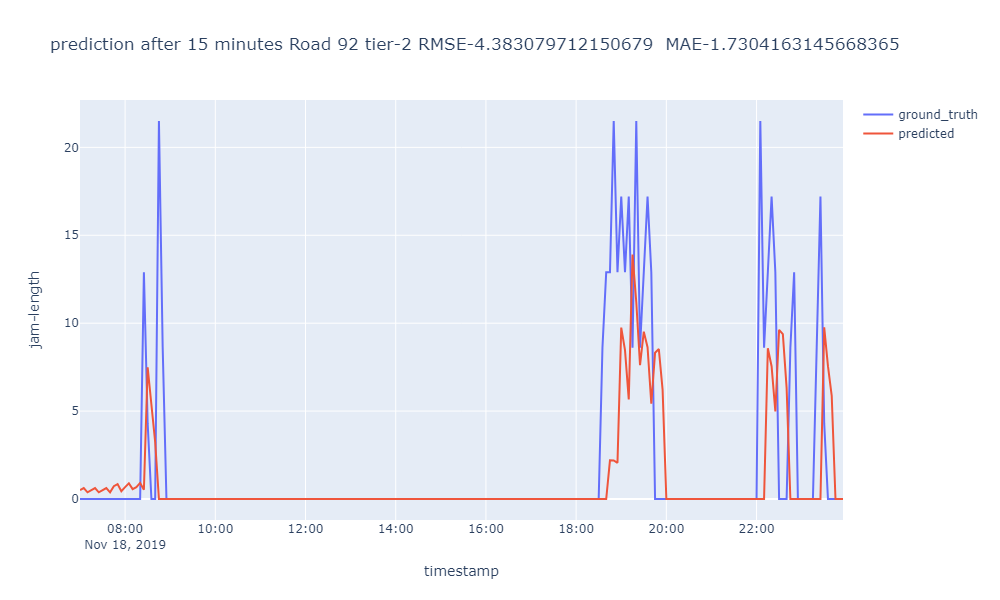 prediction after 15 minutes Road 92 tier-2 RMSE-4.383079712150679  MAE-1.7304163145668365
ground_truth
predicted
20
15
10
5
0
jam-length
08:00 10:00 12:00 14:00 16:00 18:00 20:00 22:00
Nov 18, 2019
timestamp